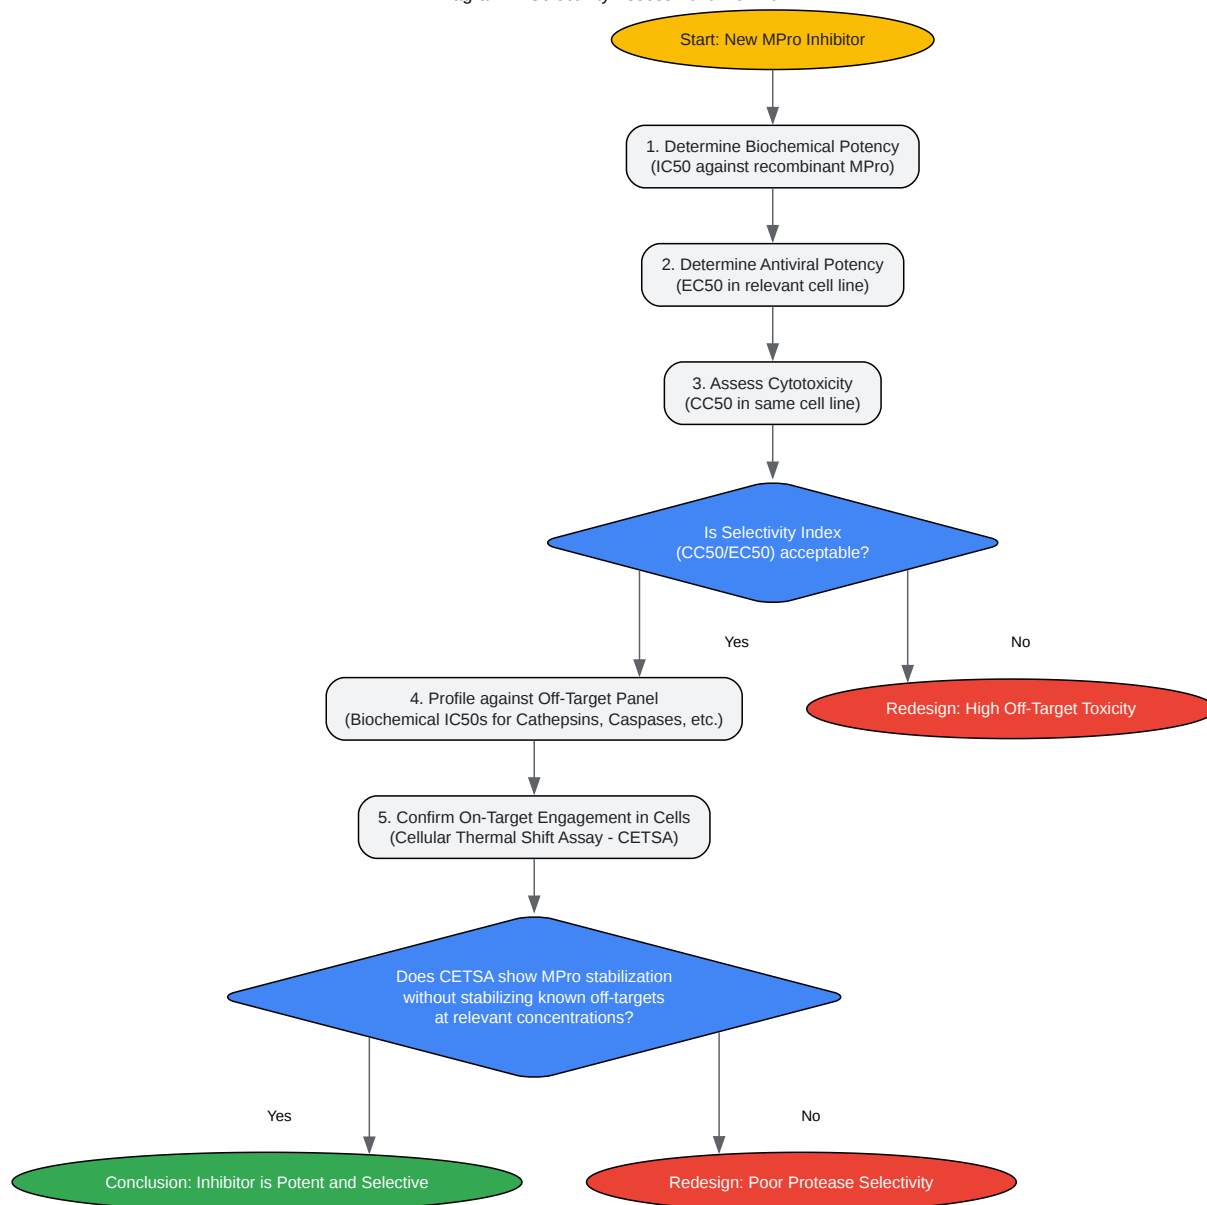 Start: New MPro Inhibitor
1. Determine Biochemical Potency
(IC50 against recombinant MPro)
2. Determine Antiviral Potency
(EC50 in relevant cell line)
3. Assess Cytotoxicity
(CC50 in same cell line)
Is Selectivity Index
(CC50/EC50) acceptable?
Yes
No
4. Profile against Off-Target Panel
(Biochemical IC50s for Cathepsins, Caspases, etc.)
Redesign: High Off-Target Toxicity
5. Confirm On-Target Engagement in Cells
(Cellular Thermal Shift Assay - CETSA)
Does CETSA show MPro stabilization
without stabilizing known off-targets
at relevant concentrations?
Yes
No
Conclusion: Inhibitor is Potent and Selective
Redesign: Poor Protease Selectivity